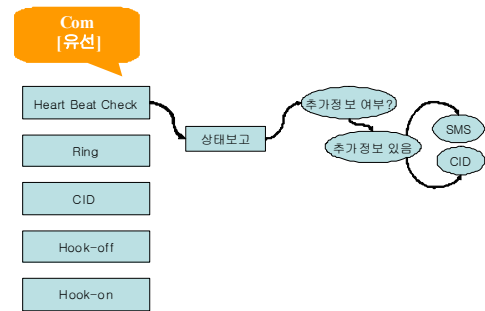 Com
[유선]
Heart Beat Check
Ring
CID
Hook-off
Hook-on
상태보고
추가정보 여부?
추가정보 있음
SMS
CID